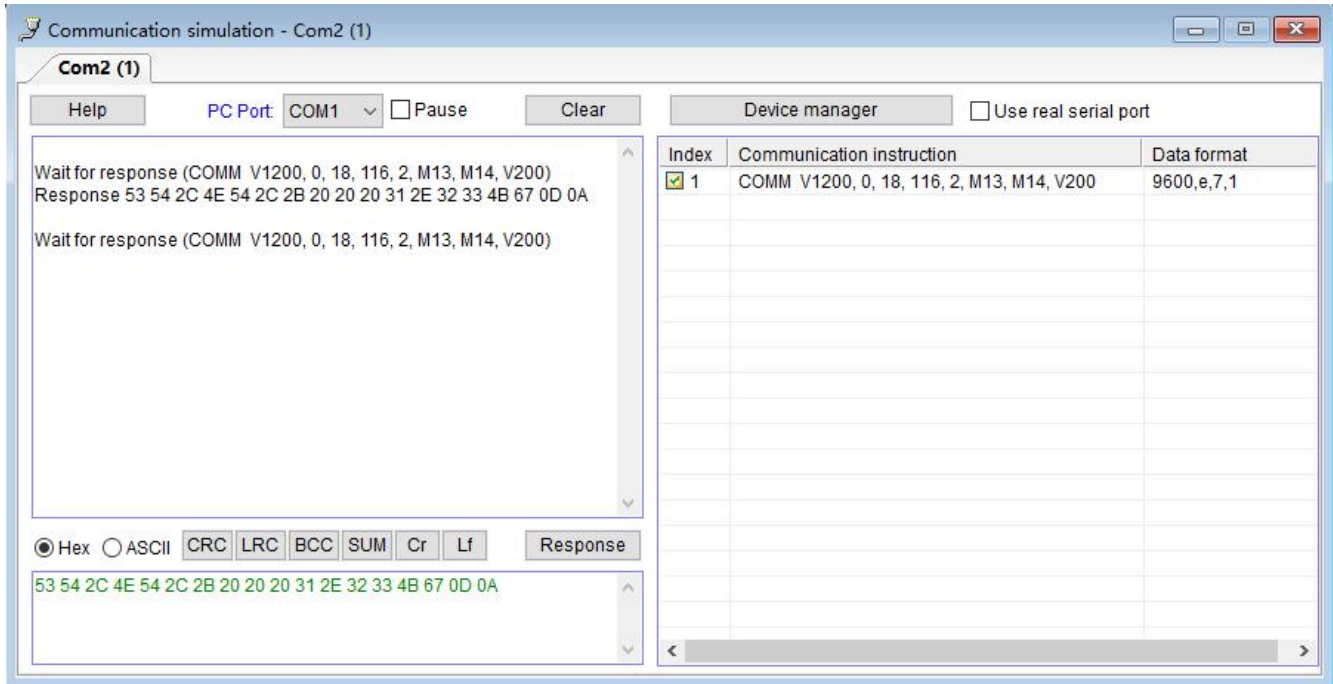 Communication simulation - Com2 (1)
Com2 (1)
Help PC Port: COM1 Pause Clear Device manager Use real serial port
Wait for response (COMM V1200, 0, 18, 116, 2, M13, M14, V200)
Response 53 54 2C 4E 54 2C 2B 20 20 20 31 2E 32 33 4B 67 0D 0A
Wait for response (COMM V1200, 0, 18, 116, 2, M13, M14, V200)
Hex ASCII CRC LRC BCC SUM Cr Lf Response
53 54 2C 4E 54 2C 2B 20 20 20 31 2E 32 33 4B 67 0D 0A
Index Communication instruction Data format
1 COMM V1200, 0, 18, 116, 2, M13, M14, V200 9600,e,7,1